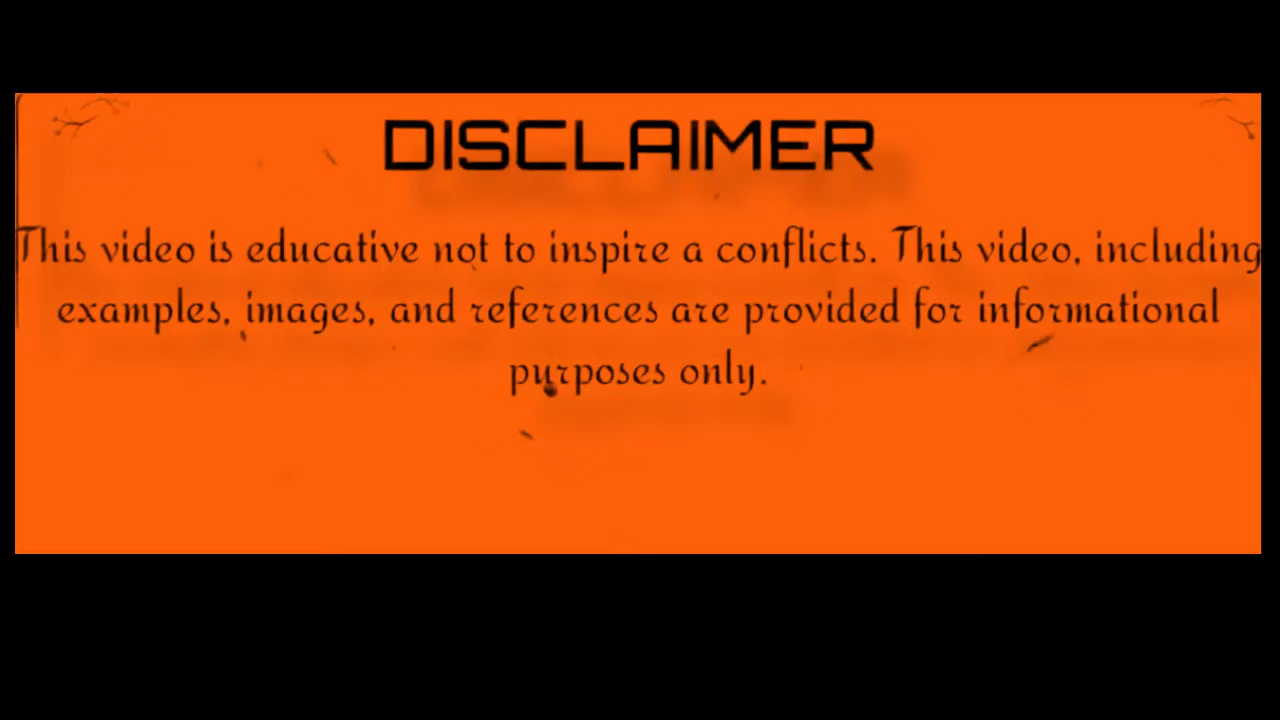 DISCLAIMER
This video is educative not to inspire a conflicts. This video, including
examples, images, and references are provided for informational
purposes only.